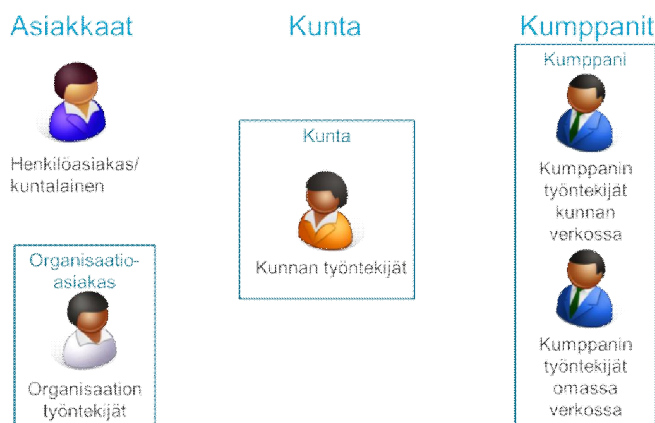 Asiakkaat
Henkilöasiakas/
kuntalainen
Organisaatio-
asiakas
Organisaation
työntekijät
Kunta
Kunta
Kunnan työntekijät
Kumppanit
Kumppani
Kumppanin
työntekijät
kunnan
verkossa
Kumppanin
työntekijät
omassa
verkossa